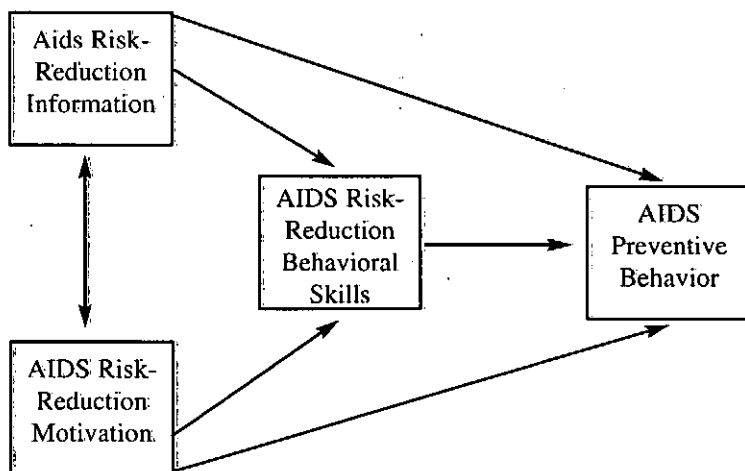 Aids Risk-
Reduction
Information
AIDS Risk-
Reduction
Behavioral
Skills
AIDS
Preventive
Behavior
AIDS Risk-
Reduction
Motivation